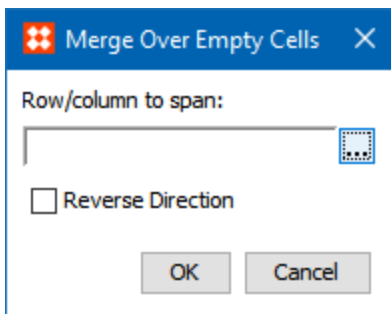 Merge Over Empty Cells
Row/column to span:
...
Reverse Direction
OK Cancel